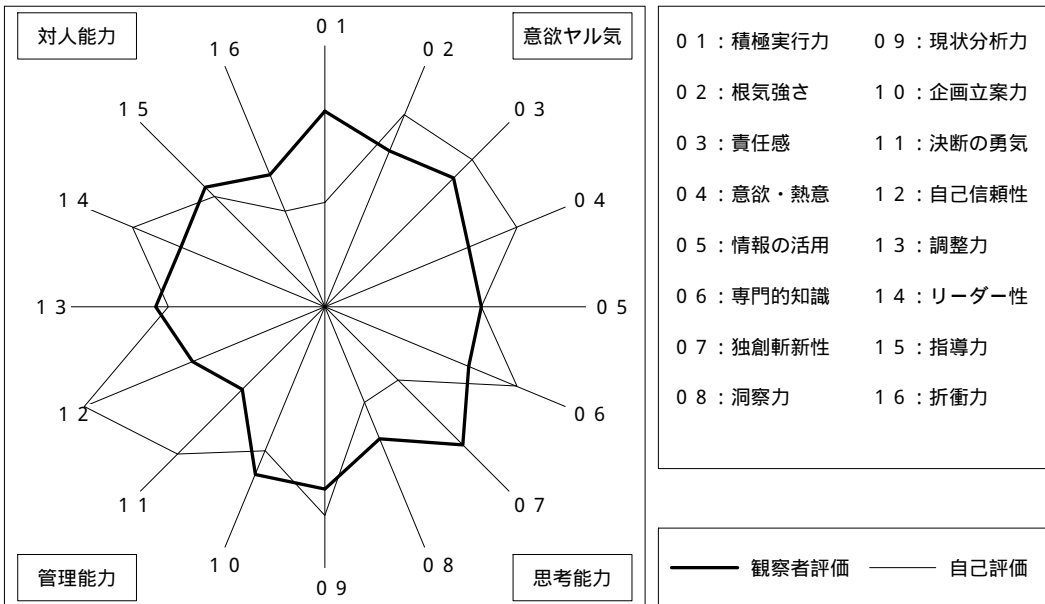 対人能力
意欲ヤル気
０１
０２
０３
０４
０５
０６
０７
０８
０９
１０
１１
１２
１３
１４
１５
１６
管理能力
思考能力
０１：積極実行力　０９：現状分析力
０２：根気強さ　１０：企画立案力
０３：責任感　１１：決断の勇気
０４：意欲・熱意　１２：自己信頼性
０５：情報の活用　１３：調整力
０６：専門的知識　１４：リーダー性
０７：独創斬新性　１５：指導力
０８：洞察力　１６：折衝力
観察者評価　自己評価